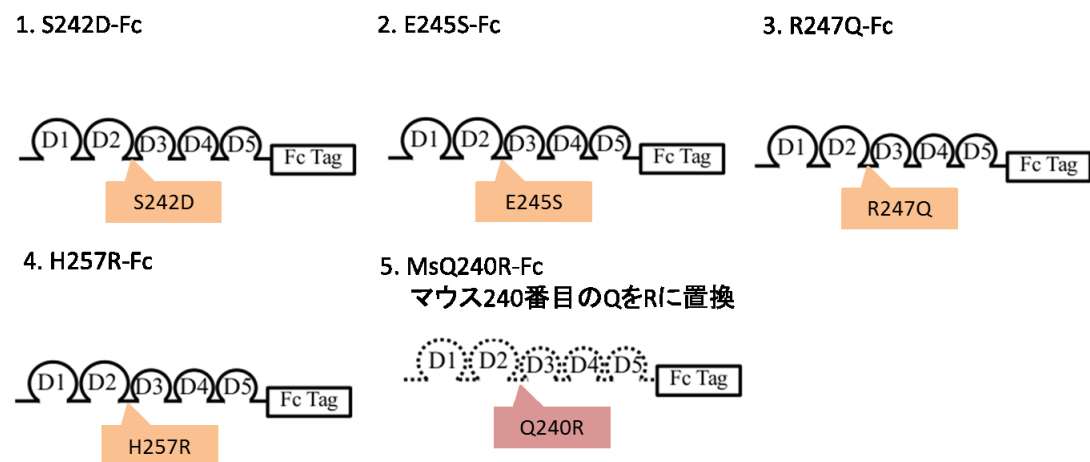 1. S242D-Fc
2. E245S-Fc
3. R247Q-Fc
D1 D2 D3 D4 D5 Fc Tag
S242D
D1 D2 D3 D4 D5 Fc Tag
E245S
D1 D2 D3 D4 D5 Fc Tag
R247Q
4. H257R-Fc
5. MsQ240R-Fc
マウス240番目のQをRに置換
D1 D2 D3 D4 D5 Fc Tag
H257R
D1 D2 D3 D4 D5 Fc Tag
Q240R